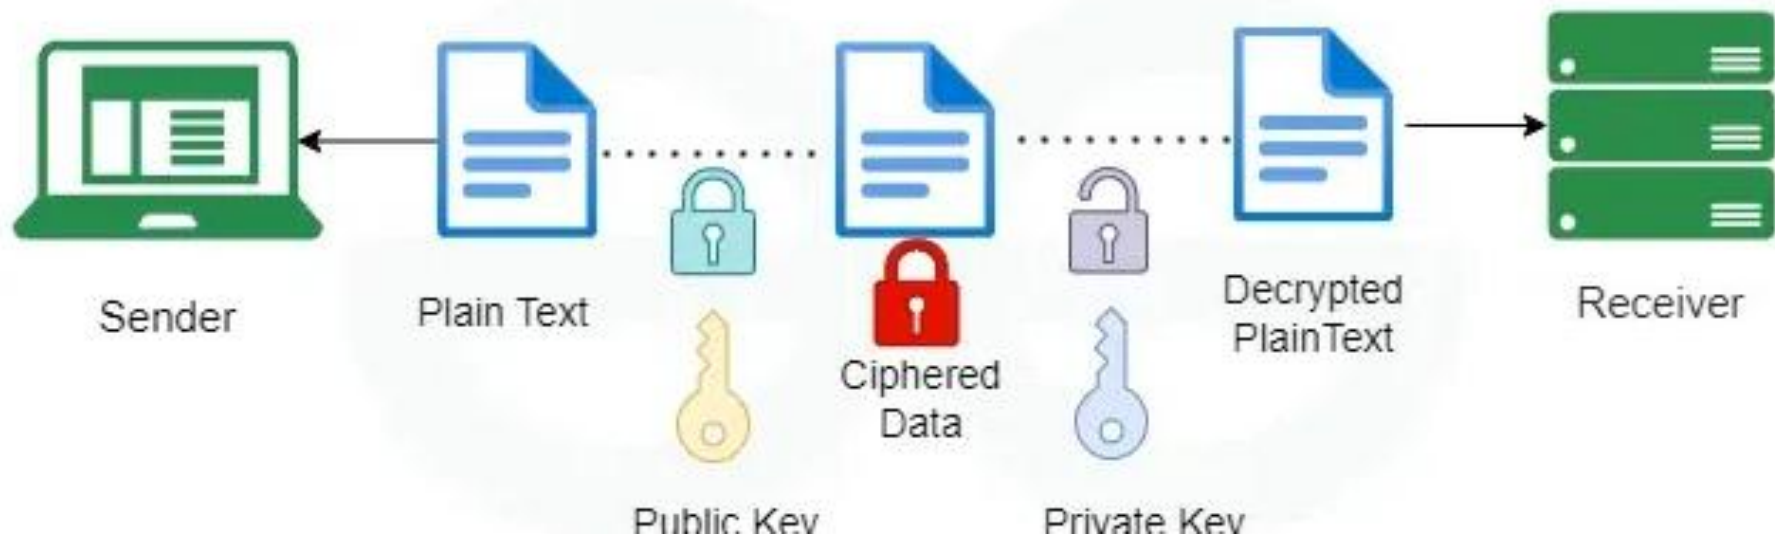 Sender
Plain Text
Ciphered
Data
Decrypted
PlainText
Receiver
Public Key
Private Key